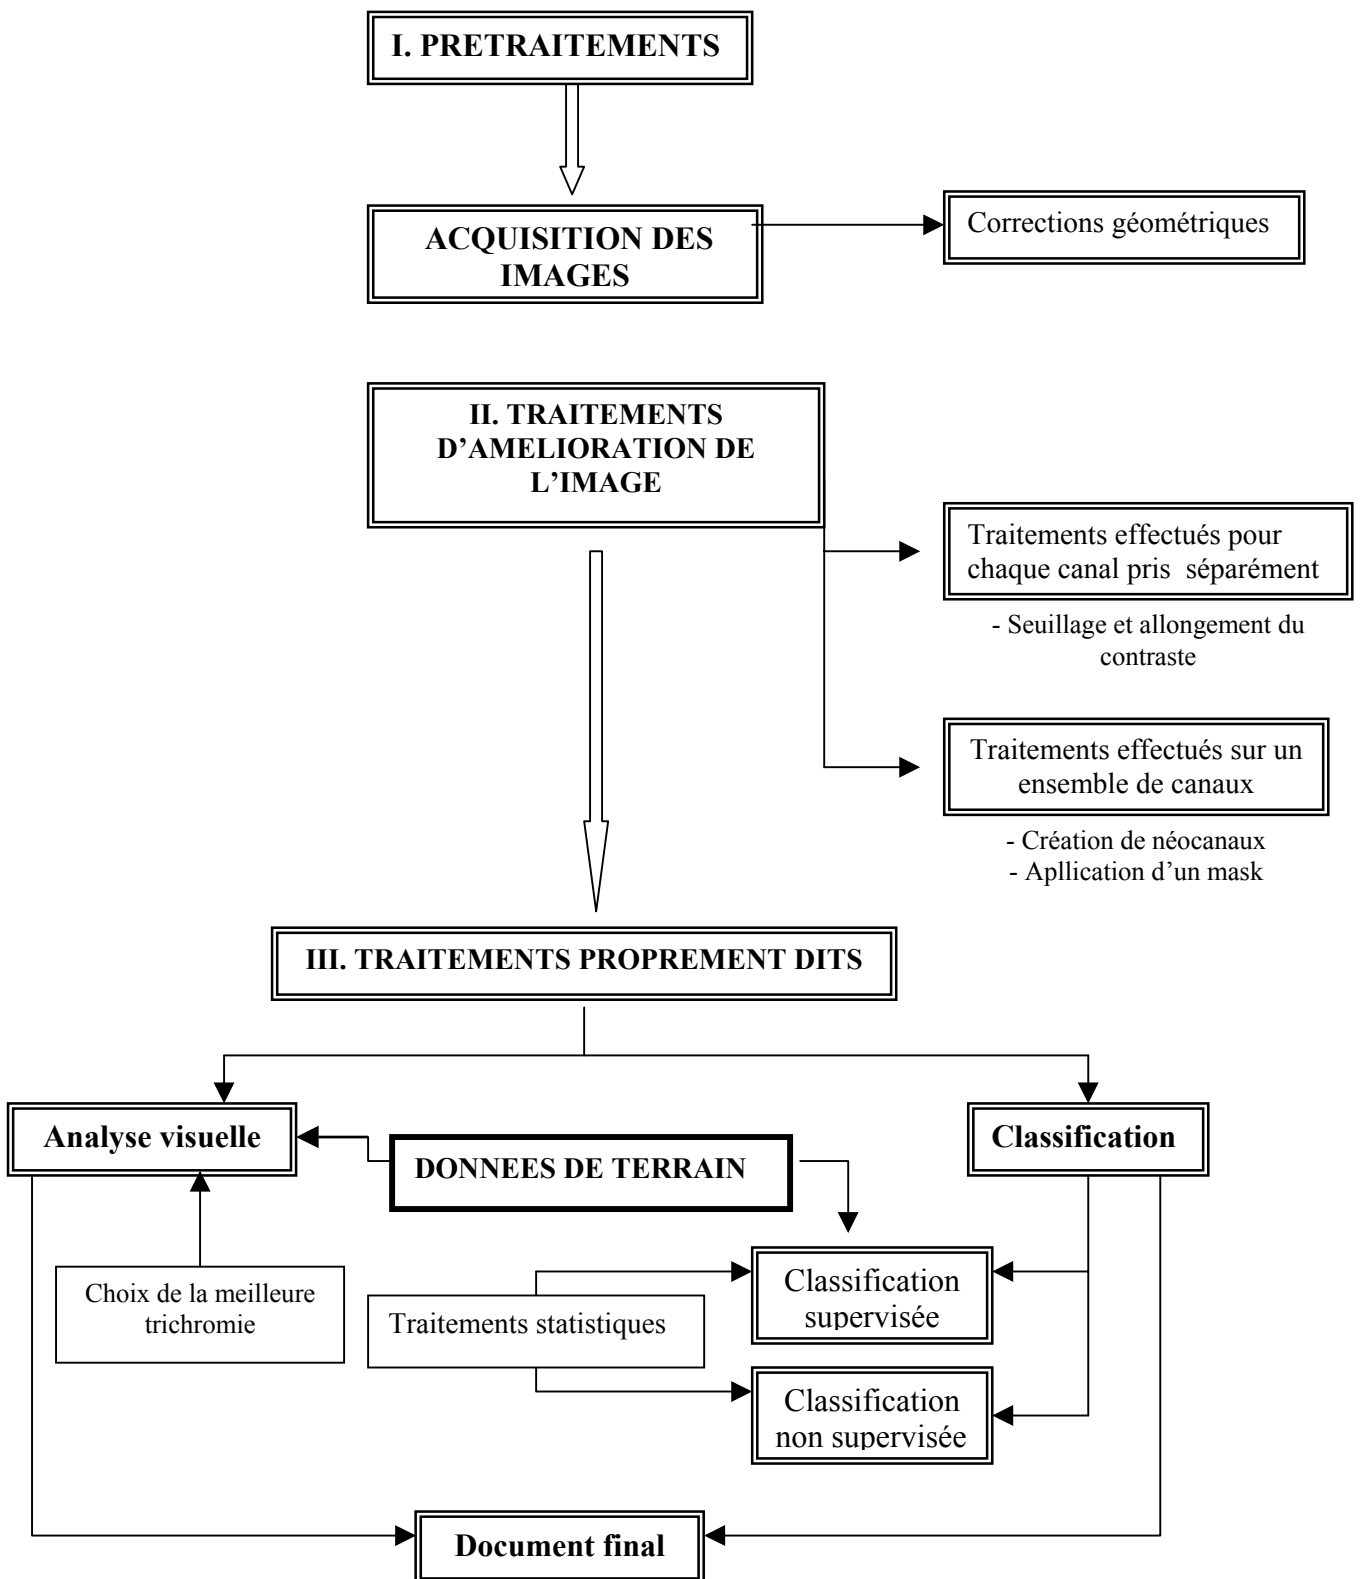 I. PRETRAITEMENTS
ACQUISITION DES
IMAGES
Corrections géométriques
II. TRAITEMENTS
D’AMELIORATION DE
L’IMAGE
Traitements effectués pour
chaque canal pris séparément
- Seuillage et allongement du
contraste
Traitements effectués sur un
ensemble de canaux
- Création de néocanaux
- Apllication d’un mask
III. TRAITEMENTS PROPREMENT DITS
Analyse visuelle
DONNEES DE TERRAIN
Classification
Choix de la meilleure
trichromie
Traitements statistiques
Classification
supervisée
Classification
non supervisée
Document final